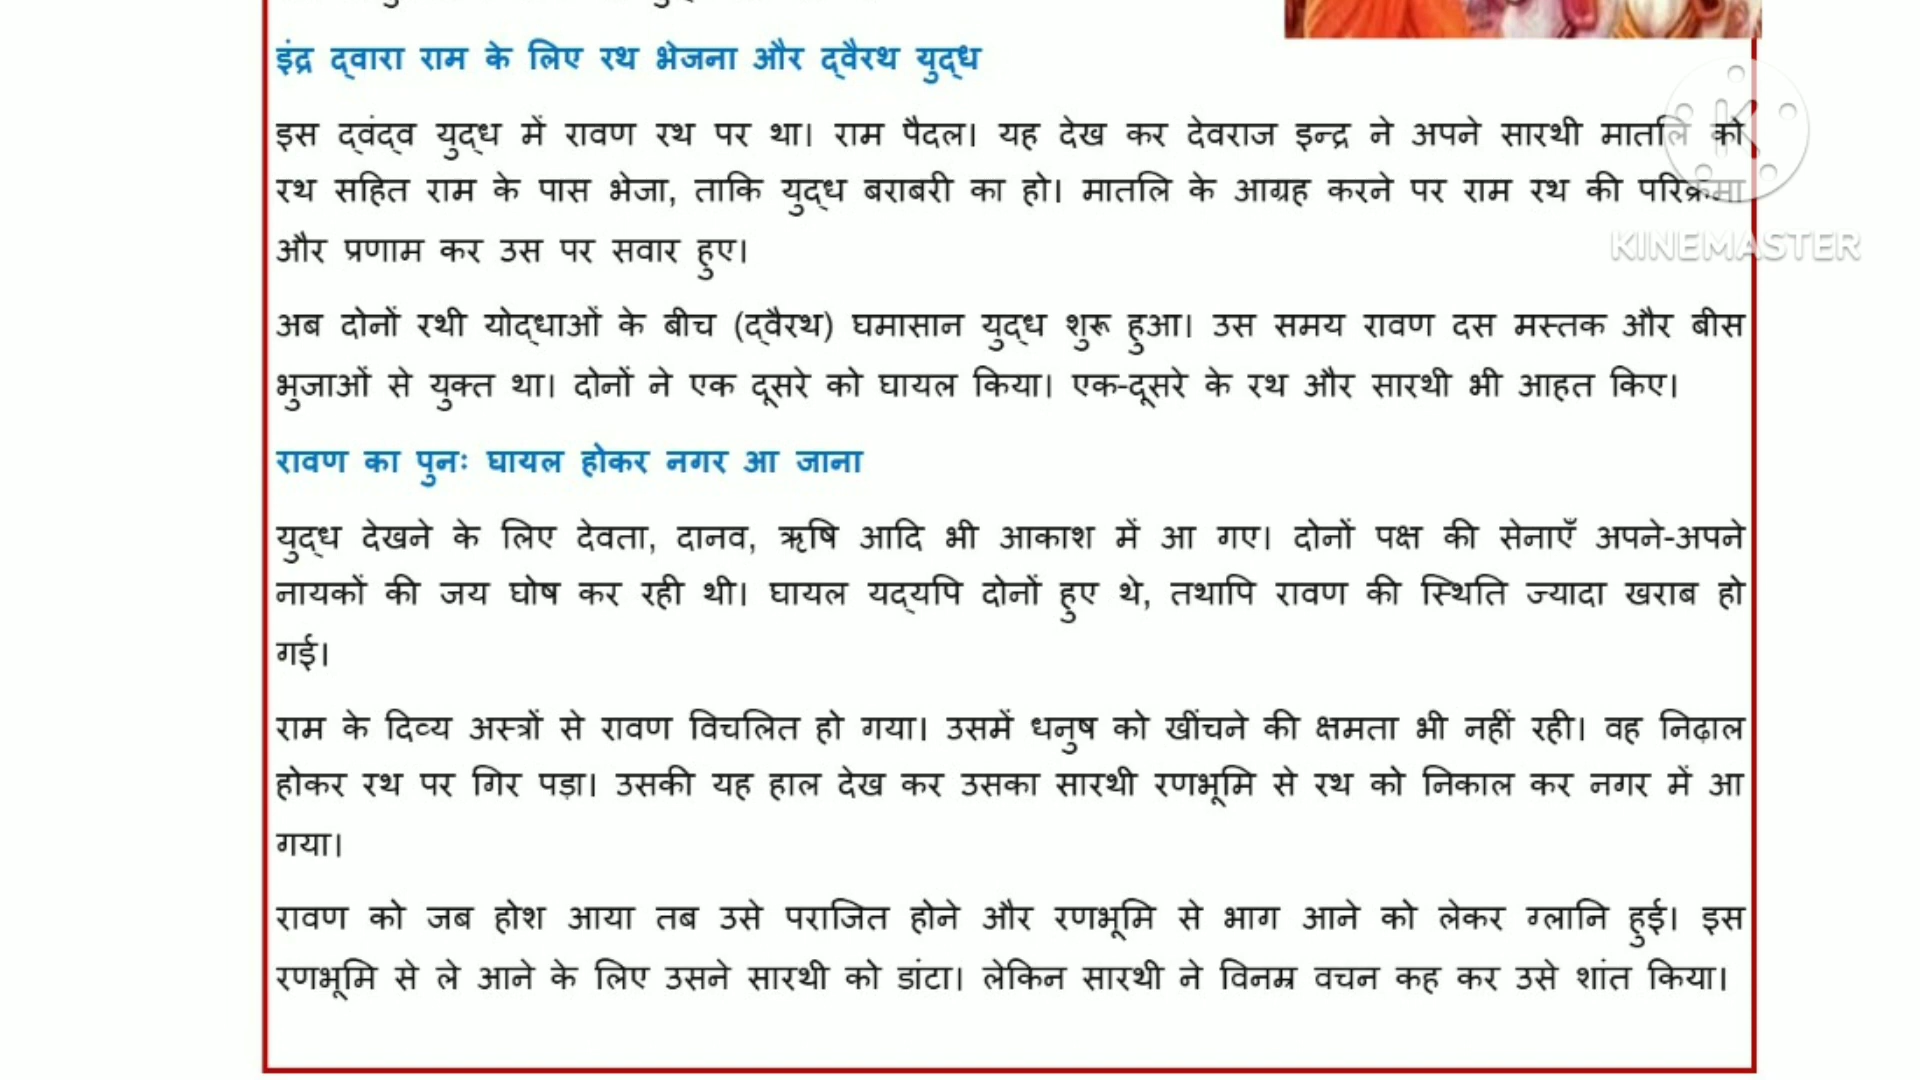 इंद्र द्वारा राम के लिए रथ भेजना और द्वैरथ युद्ध
इस द्वंद्व युद्ध में रावण रथ पर था। राम पैदल। यह देख कर देवराज इन्द्र ने अपने सारथी मातलि को
रथ सहित राम के पास भेजा, ताकि युद्ध बराबरी का हो। मातलि के आग्रह करने पर राम रथ की परिक्रमा
और प्रणाम कर उस पर सवार हुए।
KINEMASTER
अब दोनों रथी योद्धाओं के बीच (द्वैरथ) घमासान युद्ध शुरू हुआ। उस समय रावण दस मस्तक और बीस
भुजाओं से युक्त था। दोनों ने एक दूसरे को घायल किया। एक-दूसरे के रथ और सारथी भी आहत किए।
रावण का पुनः घायल होकर नगर आ जाना
युद्ध देखने के लिए देवता, दानव, ऋषि आदि भी आकाश में आ गए। दोनों पक्ष की सेनाएँ अपने-अपने
नायकों की जय घोष कर रही थी। घायल यद्यपि दोनों हुए थे, तथापि रावण की स्थिति ज्यादा खराब हो
गई।
राम के दिव्य अस्त्रों से रावण विचलित हो गया। उसमें धनुष को खींचने की क्षमता भी नहीं रही। वह निढ़ाल
होकर रथ पर गिर पड़ा। उसकी यह हाल देख कर उसका सारथी रणभूमि से रथ को निकाल कर नगर में आ
गया।
रावण को जब होश आया तब उसे पराजित होने और रणभूमि से भाग आने को लेकर ग्लानि हुई। इस
रणभूमि से ले आने के लिए उसने सारथी को डांटा। लेकिन सारथी ने विनम्र वचन कह कर उसे शांत किया।